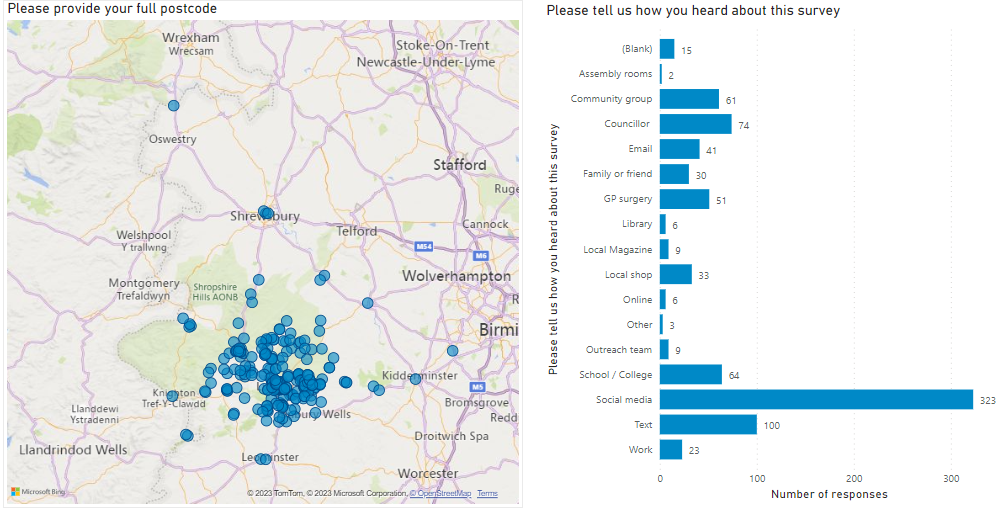 Please provide your full postcode
Wrexham
Wrecsam
Stoke-On-Trent
Newcastle-Under-Lyme
Oswestry
Stafford
Ruge
Shrewsbury
Cannock
Telford
Welshpool
Y trallwng
M54
M6
Wolverhampton
Montgomery
Trefaldwyn
Shropshire
Hills AONB
R
Birmi
Kidderminster
M5
Knighton
Tref-Y-Clawdd
Bromsgrove
Llanddewi
Ystradenni
bury Wells
Redd
Droitwich Spa
Llandrindod Wells
Leominster
Worcester
Microsoft Bing
© 2023 TomTom, © 2023 Microsoft Corporation, © OpenStreetMap Terms
Please tell us how you heard about this survey
Please tell us how you heard about this survey
(Blank) 15
Assembly rooms 2
Community group 61
Councillor 74
Email 41
Family or friend 30
GP surgery 51
Library 6
Local Magazine 9
Local shop 33
Online 6
Other 3
Outreach team 9
School / College 64
Social media 323
Text 100
Work 23
0 100 200 300
Number of responses